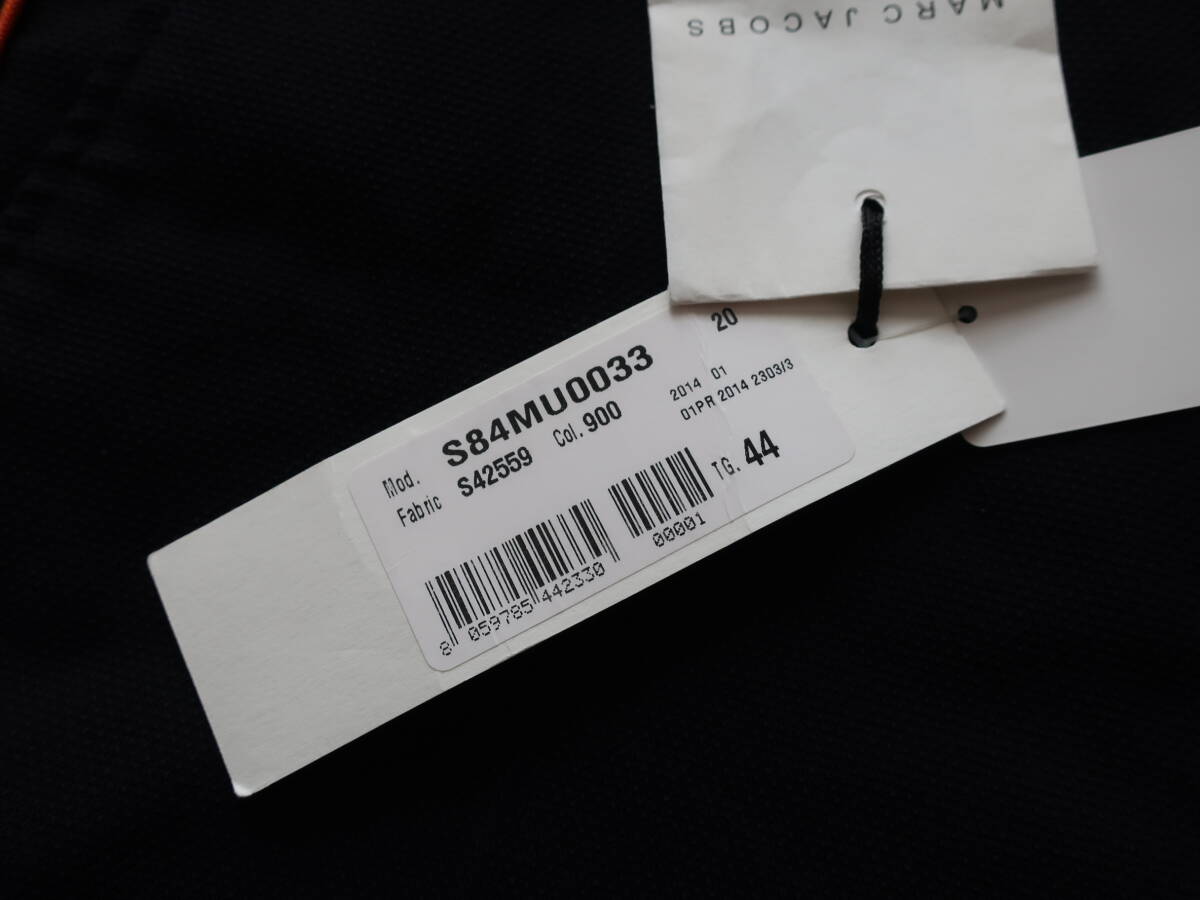 MARC JACOBS
20
Mod. S84MU0033
Fabric S42559 Col. 900
2014 01
01PR 2014 2303/3
TG. 44
8 059785 442330 00001